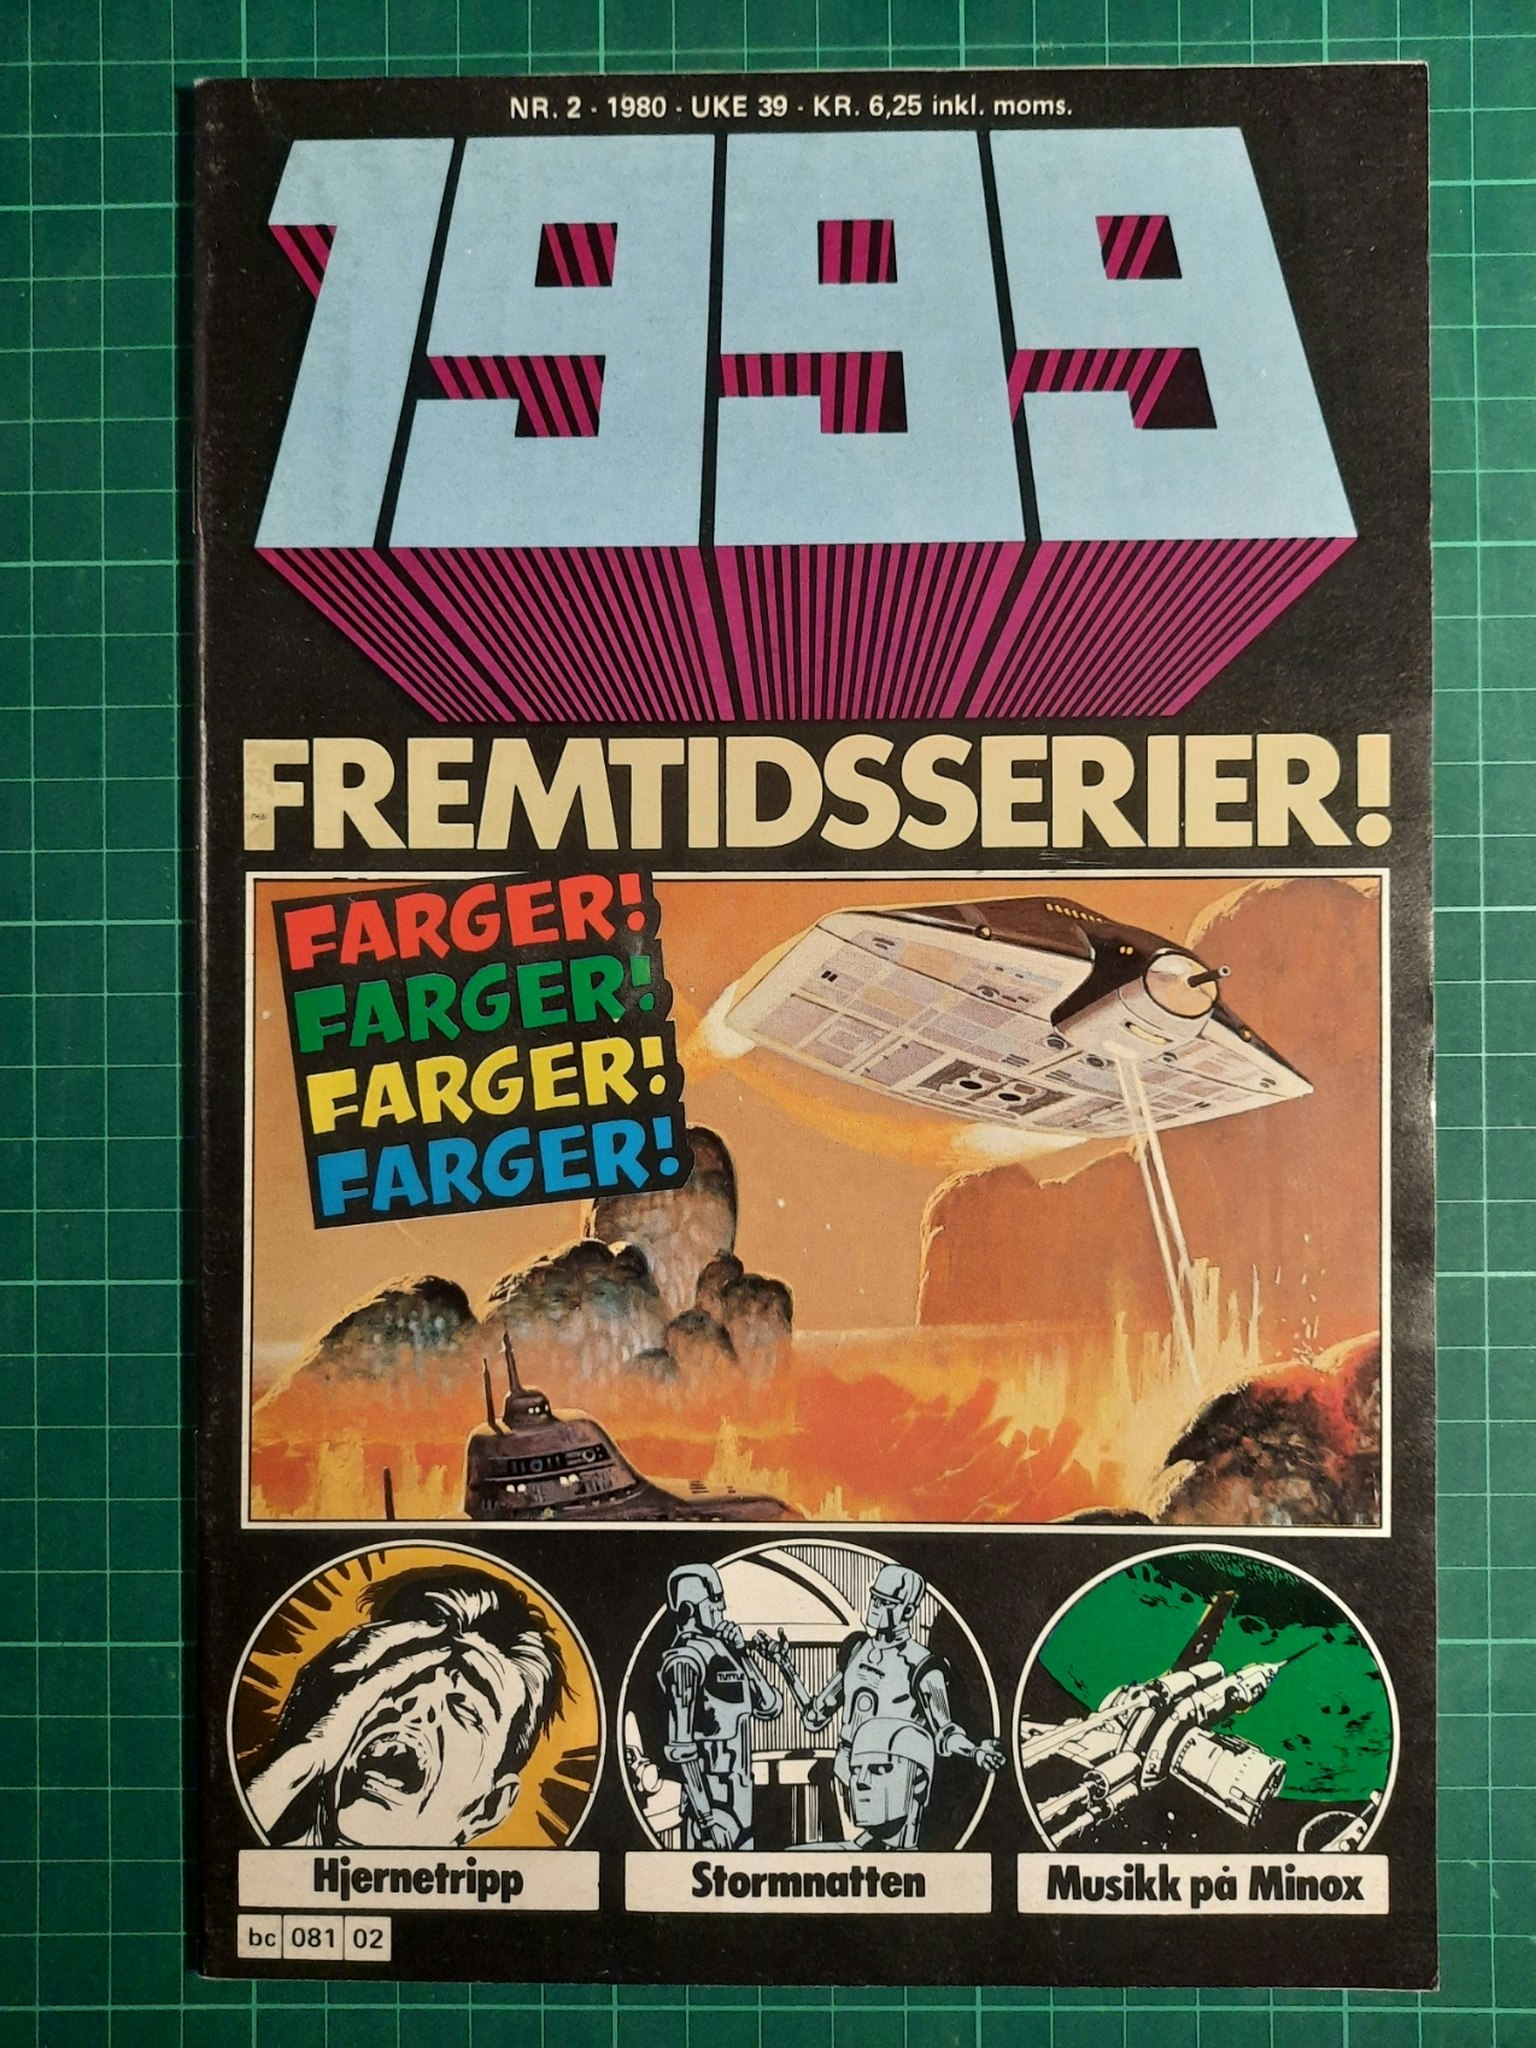 NR. 2 · 1980 · UKE 39 · KR. 6,25 inkl. moms.
1999
FREMTIDSSERIER!
FARGER!
FARGER!
FARGER!
FARGER!
TUTTLE
Hjernetripp
Stormnatten
Musikk på Minox
bc 081 02